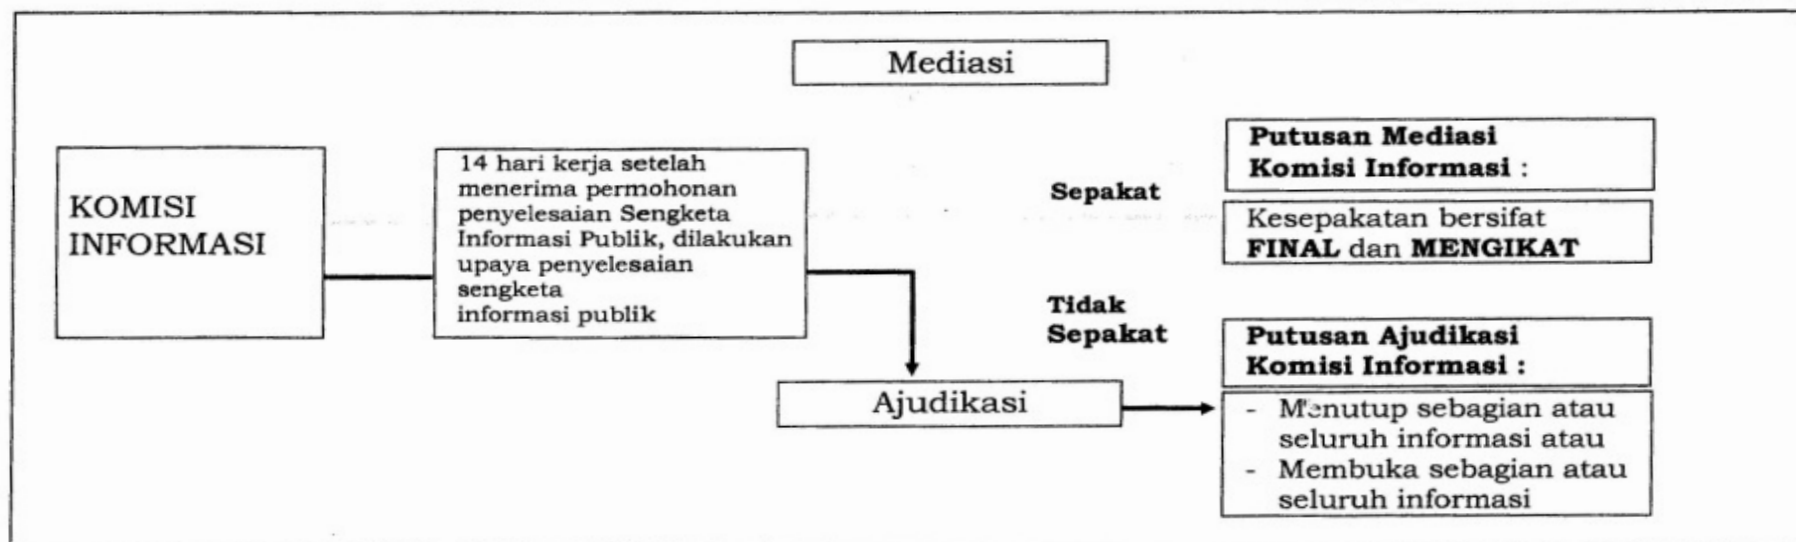 Mediasi
KOMISI
INFORMASI
14 hari kerja setelah
menerima permohonan
penyelesaian Sengketa
Informasi Publik, dilakukan
upaya penyelesaian
sengketa
informasi publik
Sepakat
Putusan Mediasi
Komisi Informasi :
Kesepakatan bersifat
FINAL dan MENGIKAT
Tidak
Sepakat
Ajudikasi
Putusan Ajudikasi
Komisi Informasi :
- Menutup sebagian atau
seluruh informasi atau
- Membuka sebagian atau
seluruh informasi